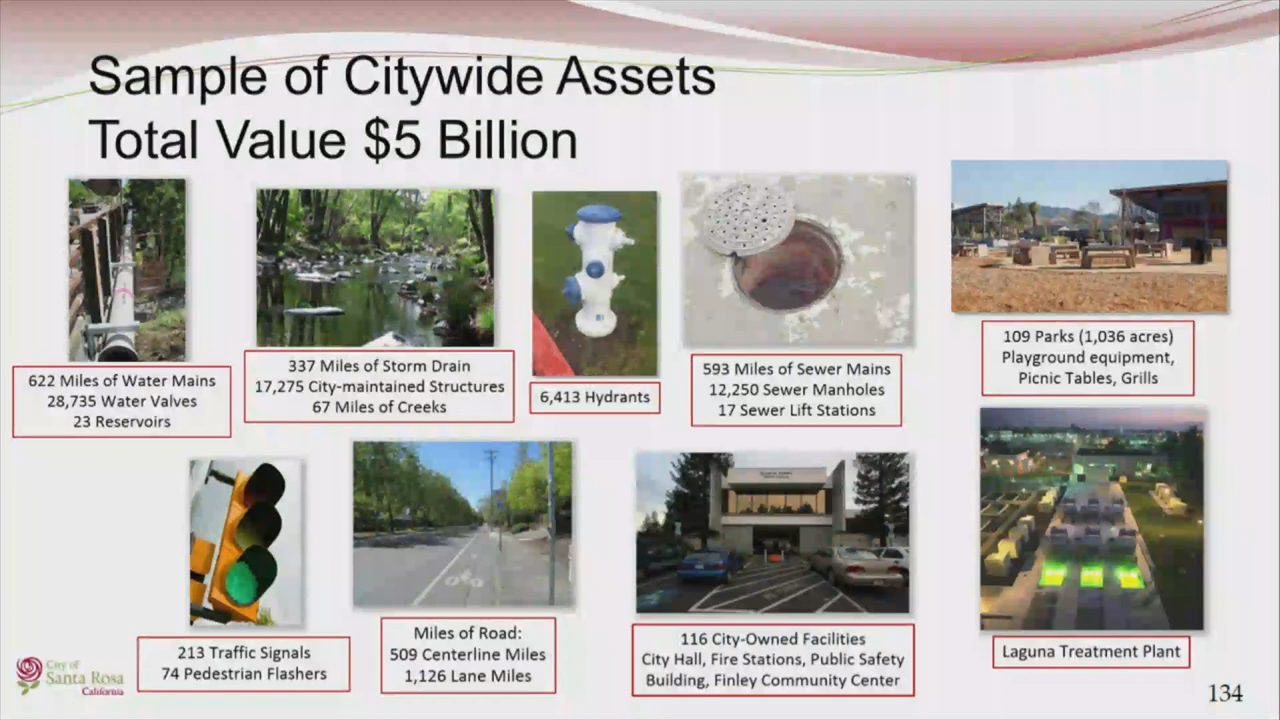 Sample of Citywide Assets
Total Value $5 Billion
622 Miles of Water Mains
28,735 Water Valves
23 Reservoirs
337 Miles of Storm Drain
17,275 City-maintained Structures
67 Miles of Creeks
6,413 Hydrants
593 Miles of Sewer Mains
12,250 Sewer Manholes
17 Sewer Lift Stations
109 Parks (1,036 acres)
Playground equipment,
Picnic Tables, Grills
213 Traffic Signals
74 Pedestrian Flashers
Miles of Road:
509 Centerline Miles
1,126 Lane Miles
116 City-Owned Facilities
City Hall, Fire Stations, Public Safety
Building, Finley Community Center
Laguna Treatment Plant
City of
Santa Rosa
California
134